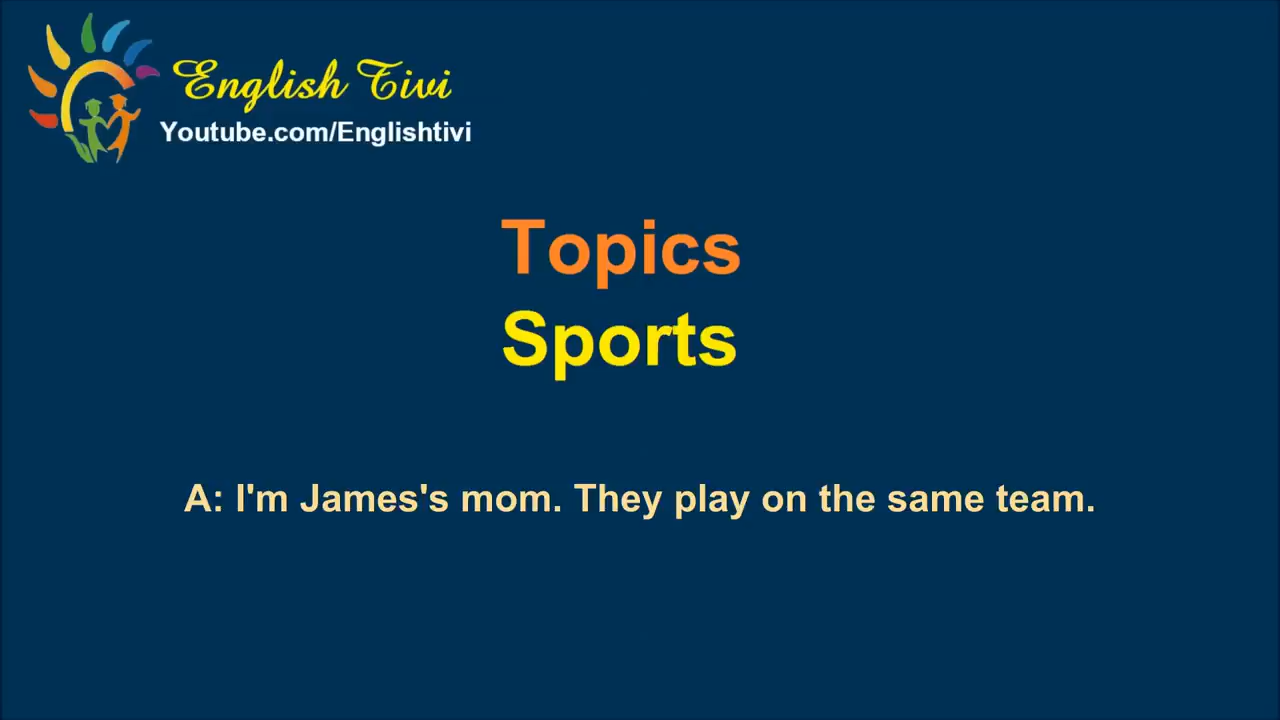 English Tivi
Youtube.com/Englishtivi
Topics
Sports
A: I'm James's mom. They play on the same team.